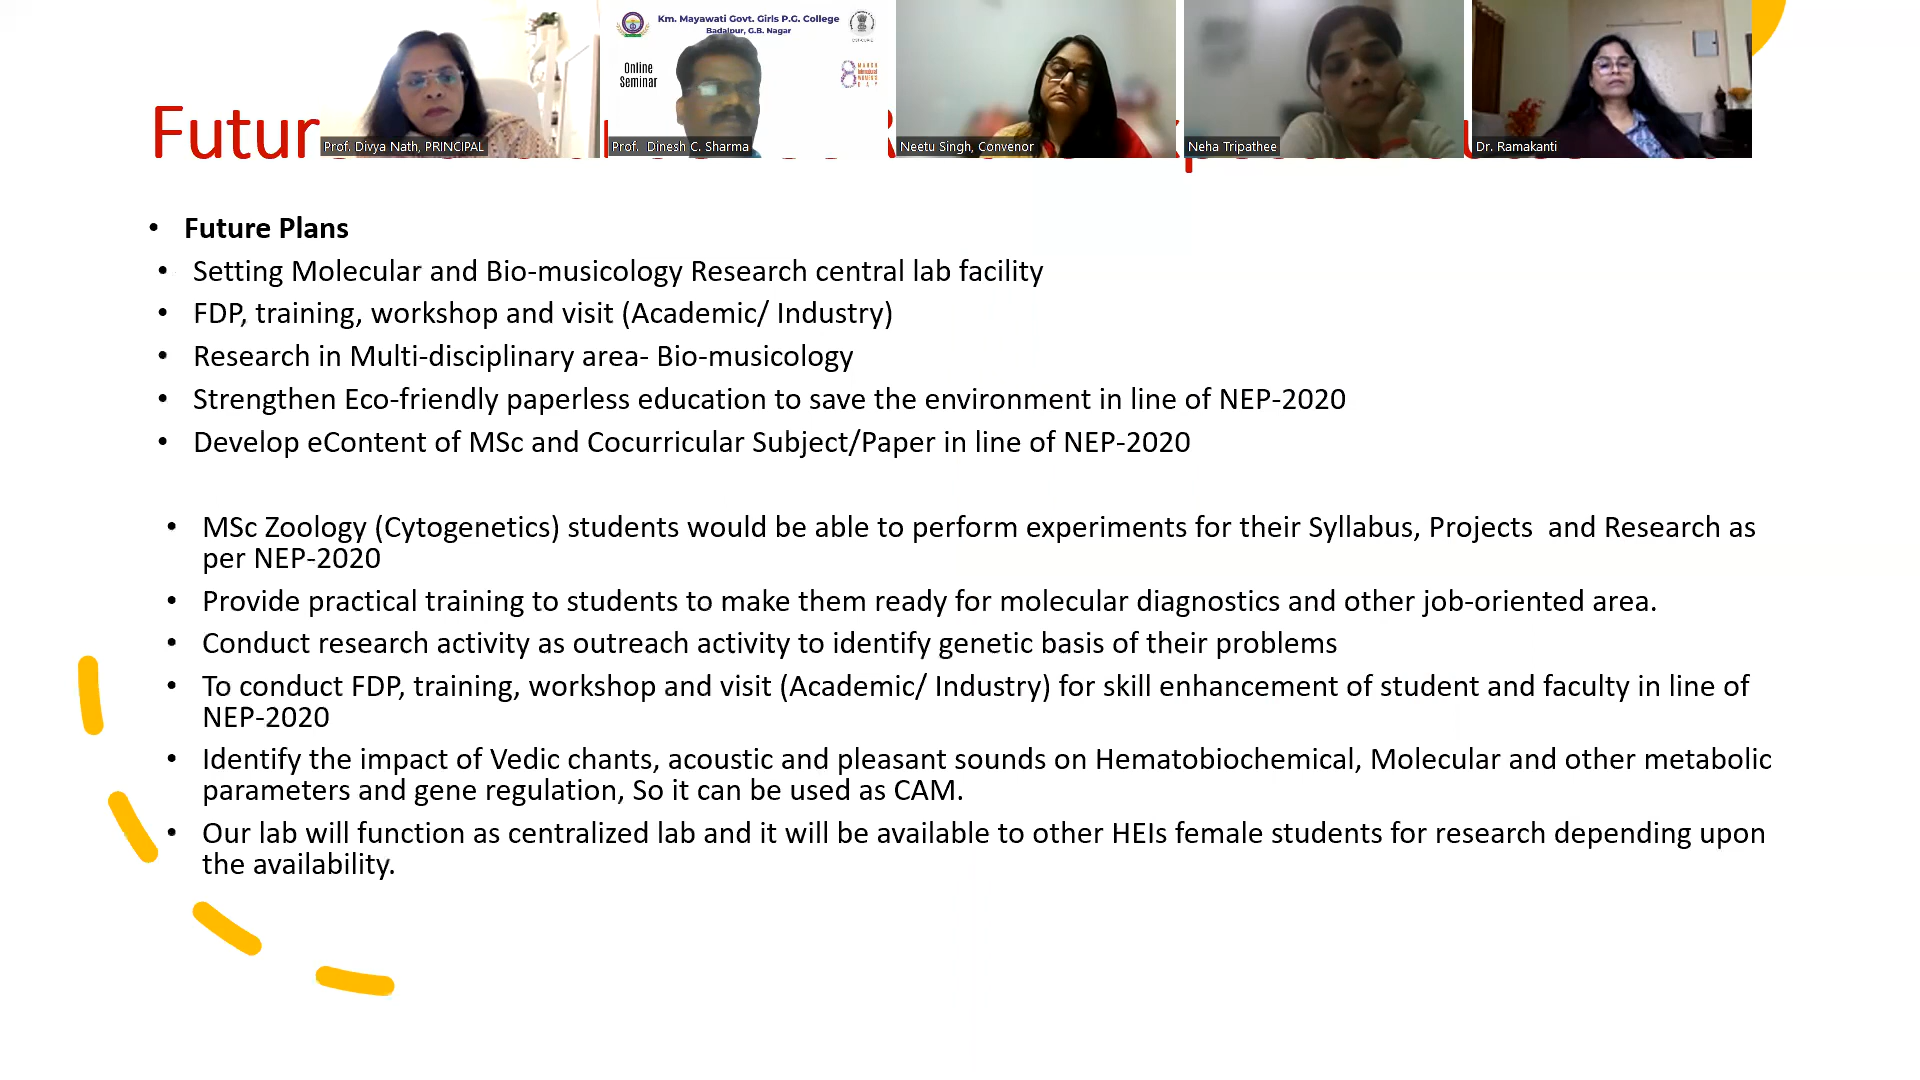 Km. Mayawati Govt. Girls P.G. College
Badalpur, G.B. Nagar
Online
Seminar
8
MARCH
Prof. Divya Nath, PRINCIPAL
Prof. Dinesh C. Sharma
Neetu Singh, Convenor
Neha Tripathee
Dr. Ramakanti
• Future Plans
• Setting Molecular and Bio-musicology Research central lab facility
• FDP, training, workshop and visit (Academic/ Industry)
• Research in Multi-disciplinary area- Bio-musicology
• Strengthen Eco-friendly paperless education to save the environment in line of NEP-2020
• Develop eContent of MSc and Cocurricular Subject/Paper in line of NEP-2020
• MSc Zoology (Cytogenetics) students would be able to perform experiments for their Syllabus, Projects and Research as
per NEP-2020
• Provide practical training to students to make them ready for molecular diagnostics and other job-oriented area.
• Conduct research activity as outreach activity to identify genetic basis of their problems
• To conduct FDP, training, workshop and visit (Academic/ Industry) for skill enhancement of student and faculty in line of
NEP-2020
• Identify the impact of Vedic chants, acoustic and pleasant sounds on Hematobiochemical, Molecular and other metabolic
parameters and gene regulation, So it can be used as CAM.
• Our lab will function as centralized lab and it will be available to other HEIs female students for research depending upon
the availability.